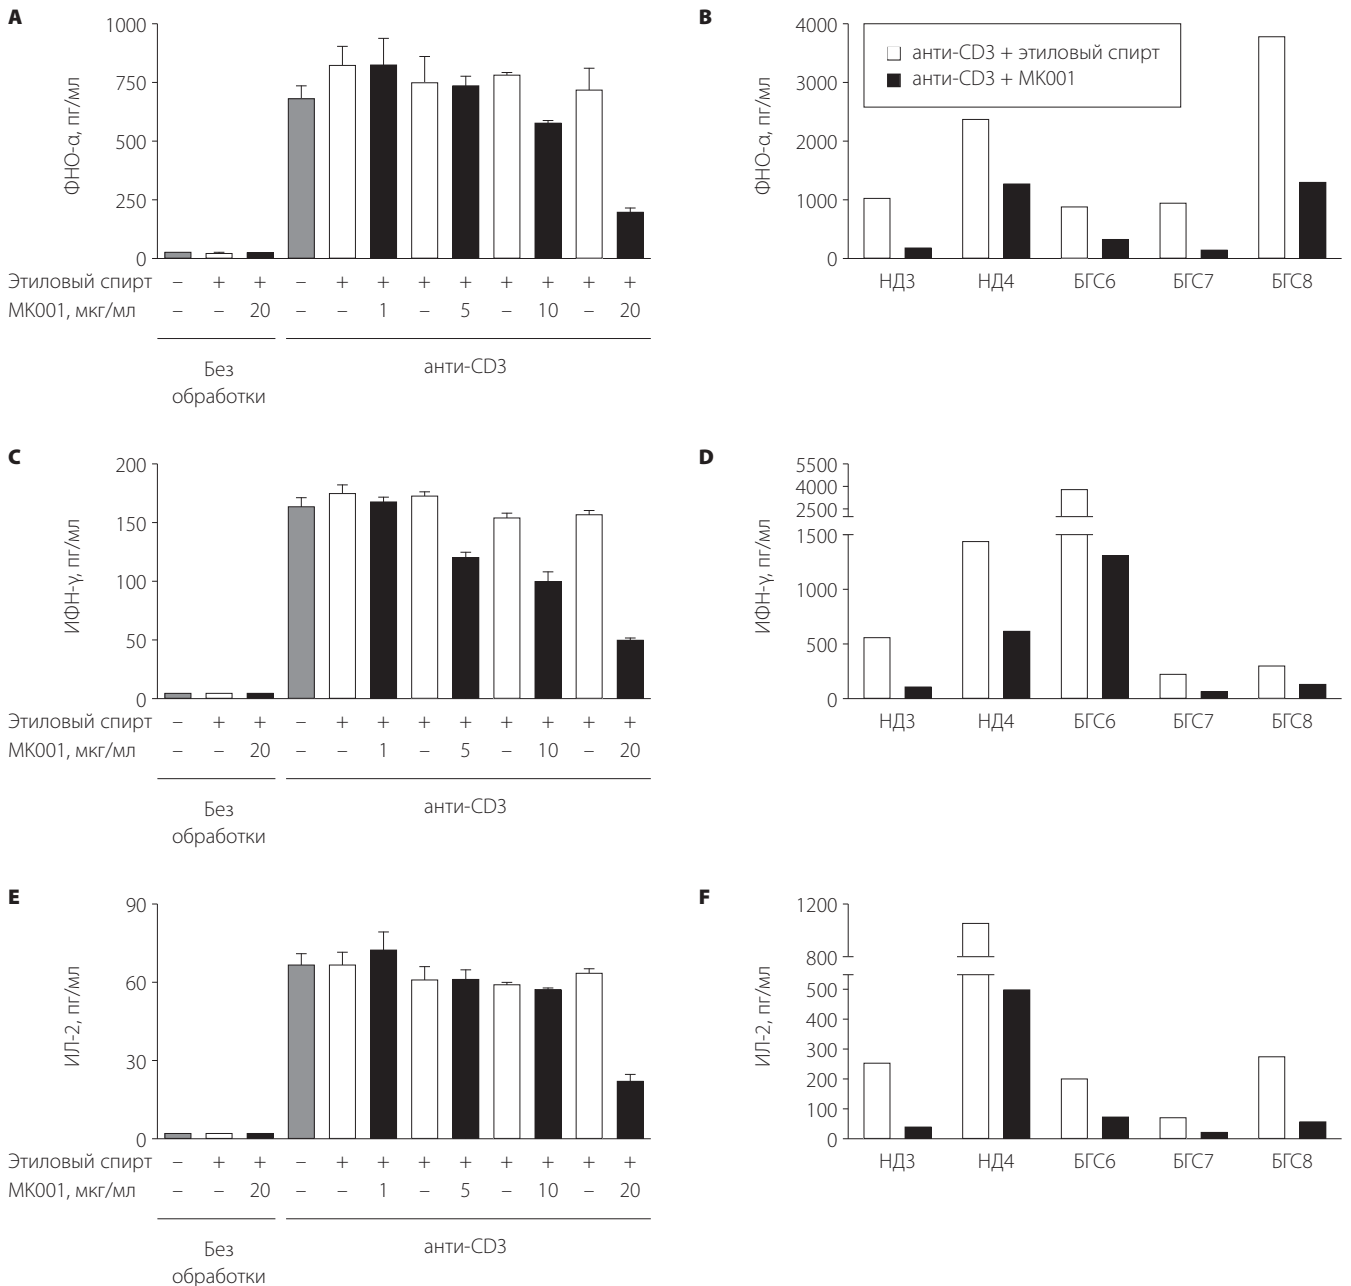 A
ФНО-α, пг/мл
1000
750
500
250
0
Этиловый спирт – + + – + + + + + + + +
МК001, мкг/мл – – 20 – – 1 – 5 – 10 – 20
Без
обработки
анти-CD3
B
ФНО-α, пг/мл
4000
3000
2000
1000
0
анти-CD3 + этиловый спирт
анти-CD3 + МК001
НД3 НД4 БГС6 БГС7 БГС8
C
ИФН-γ, пг/мл
200
150
100
50
0
Этиловый спирт – + + – + + + + + + + +
МК001, мкг/мл – – 20 – – 1 – 5 – 10 – 20
Без
обработки
анти-CD3
D
ИФН-γ, пг/мл
5500
4000
2500
1500
1000
500
0
НД3 НД4 БГС6 БГС7 БГС8
E
ИЛ-2, пг/мл
90
60
30
0
Этиловый спирт – + + – + + + + + + + +
МК001, мкг/мл – – 20 – – 1 – 5 – 10 – 20
Без
обработки
анти-CD3
F
ИЛ-2, пг/мл
1200
800
500
400
300
200
100
0
НД3 НД4 БГС6 БГС7 БГС8